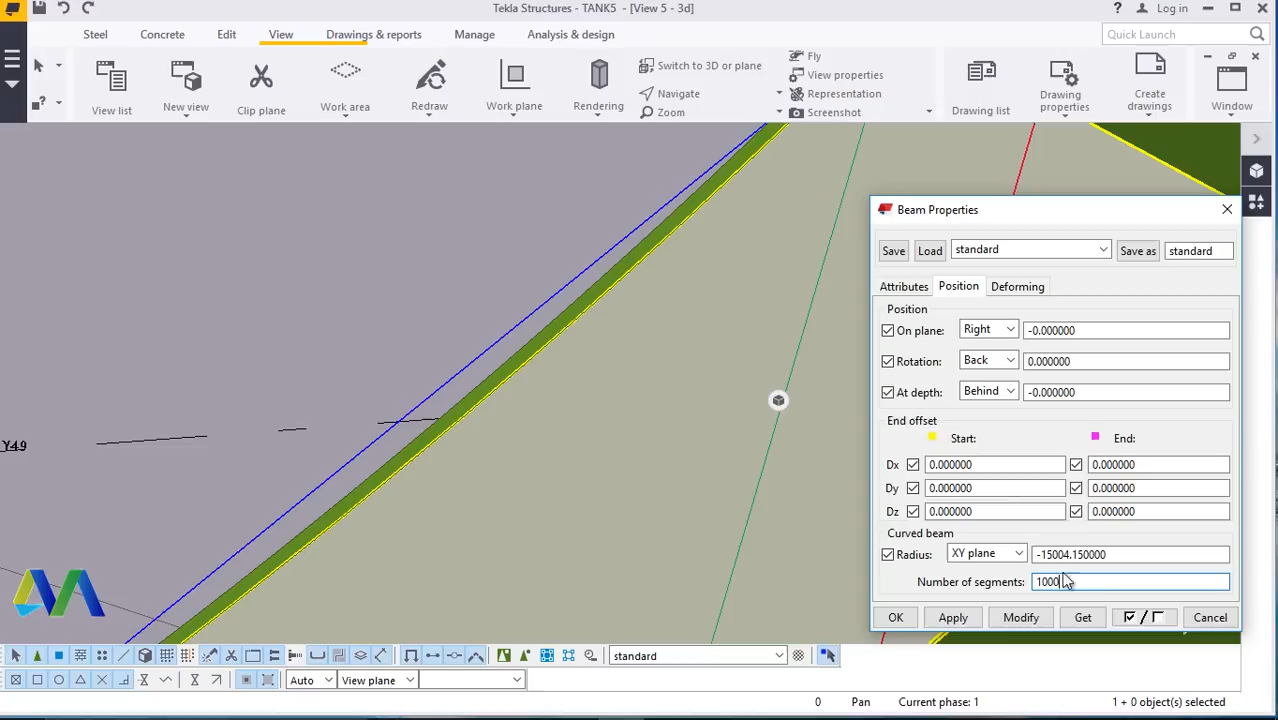 Tekla Structures - TANK5 - [View 5 - 3d]
? Log in
Steel Concrete Edit View Drawings & reports Manage Analysis & design
Quick Launch
View list
New view
Clip plane
Work area
Redraw
Work plane
Rendering
Switch to 3D or plane
Navigate
Zoom
Fly
View properties
Representation
Screenshot
Drawing list
Drawing properties
Create drawings
Window
Y49
Beam Properties
Save Load standard Save as standard
Attributes Position Deforming
Position
On plane: Right -0.000000
Rotation: Back 0.000000
At depth: Behind -0.000000
End offset
Start: End:
Dx 0.000000 0.000000
Dy 0.000000 0.000000
Dz 0.000000 0.000000
Curved beam
Radius: XY plane -15004.150000
Number of segments: 1000
OK Apply Modify Get / Cancel
standard
Auto View plane
0 Pan Current phase: 1 1 + 0 object(s) selected